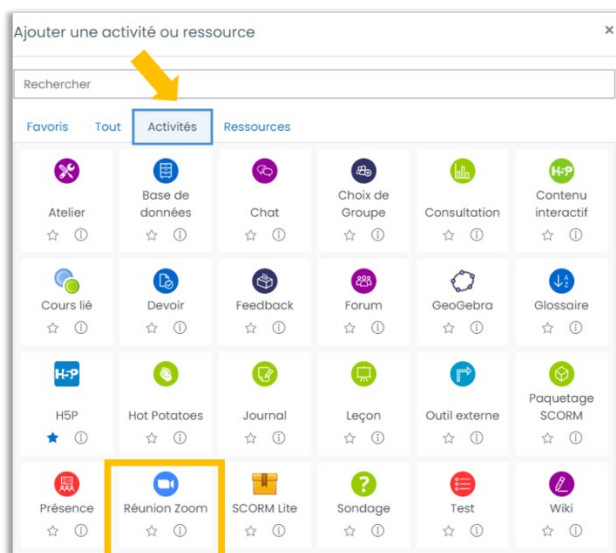 Ajouter une activité ou ressource
×
Rechercher
Favoris Tout Activités Ressources
Atelier
Base de
données
Chat
Choix de
Groupe
Consultation
H5P
Contenu
interactif
Cours lié
Devoir
Feedback
Forum
GeoGebra
A
Z
Glossaire
H5P
H5P
Hot Potatoes
Journal
Leçon
Outil externe
Paquetage
SCORM
Présence
Réunion Zoom
SCORM Lite
?
Sondage
Test
Wiki